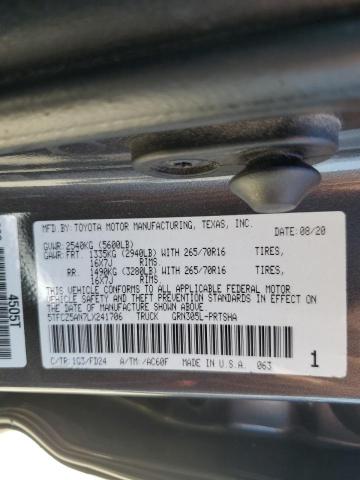 MFD.BY:TOYOTA MOTOR MANUFACTURING, TEXAS, INC.
DATE: 08/20
GVWR: 2540KG (5600LB)
GAWR:FRT. 1335KG (2940LB) WITH 265/70R16 TIRES,
16X7J RIMS.
RR. 1490KG (3280LB) WITH 265/70R16 TIRES,
16X7J RIMS.
THIS VEHICLE CONFORMS TO ALL APPLICABLE FEDERAL MOTOR
VEHICLE SAFETY STANDARDS IN EFFECT ON THE DATE OF
MANUFACTURE SHOWN ABOVE.
5TFCZ5AN7LX241706 TRUCK GRN305L-PRTSHA
C/TR:1G3/FD24 A/TM:/AC60F MADE IN U.S.A. 063 1
4505T